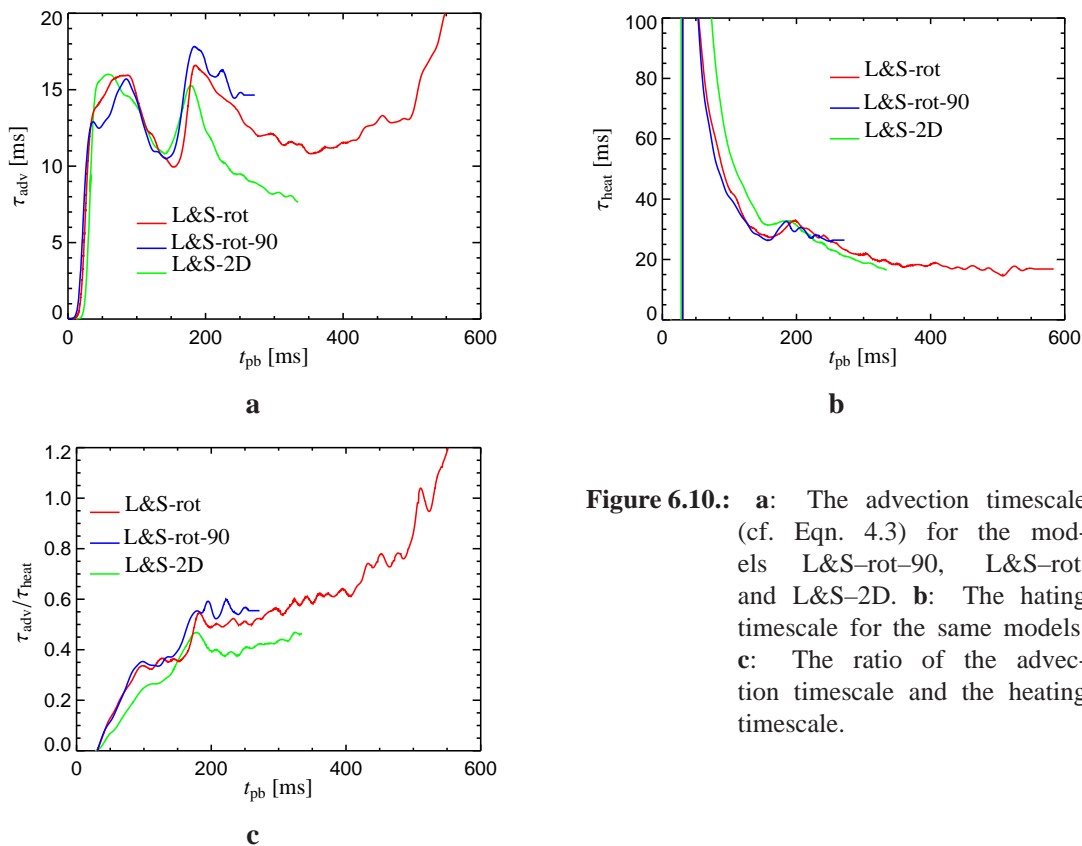 20
15
10
5
0
τadv [ms]
L&S-rot
L&S-rot-90
L&S-2D
0 200 400 600
tpb [ms]
a
100
80
60
40
20
0
τheat [ms]
L&S-rot
L&S-rot-90
L&S-2D
0 200 400 600
tpb [ms]
b
1.2
1.0
0.8
0.6
0.4
0.2
0.0
τadv/τheat
L&S-rot
L&S-rot-90
L&S-2D
0 200 400 600
tpb [ms]
c
Figure 6.10.: a: The advection timescale
(cf. Eqn. 4.3) for the mod-
els L&S–rot–90, L&S–rot
and L&S–2D. b: The hating
timescale for the same models
c: The ratio of the advec-
tion timescale and the heating
timescale.